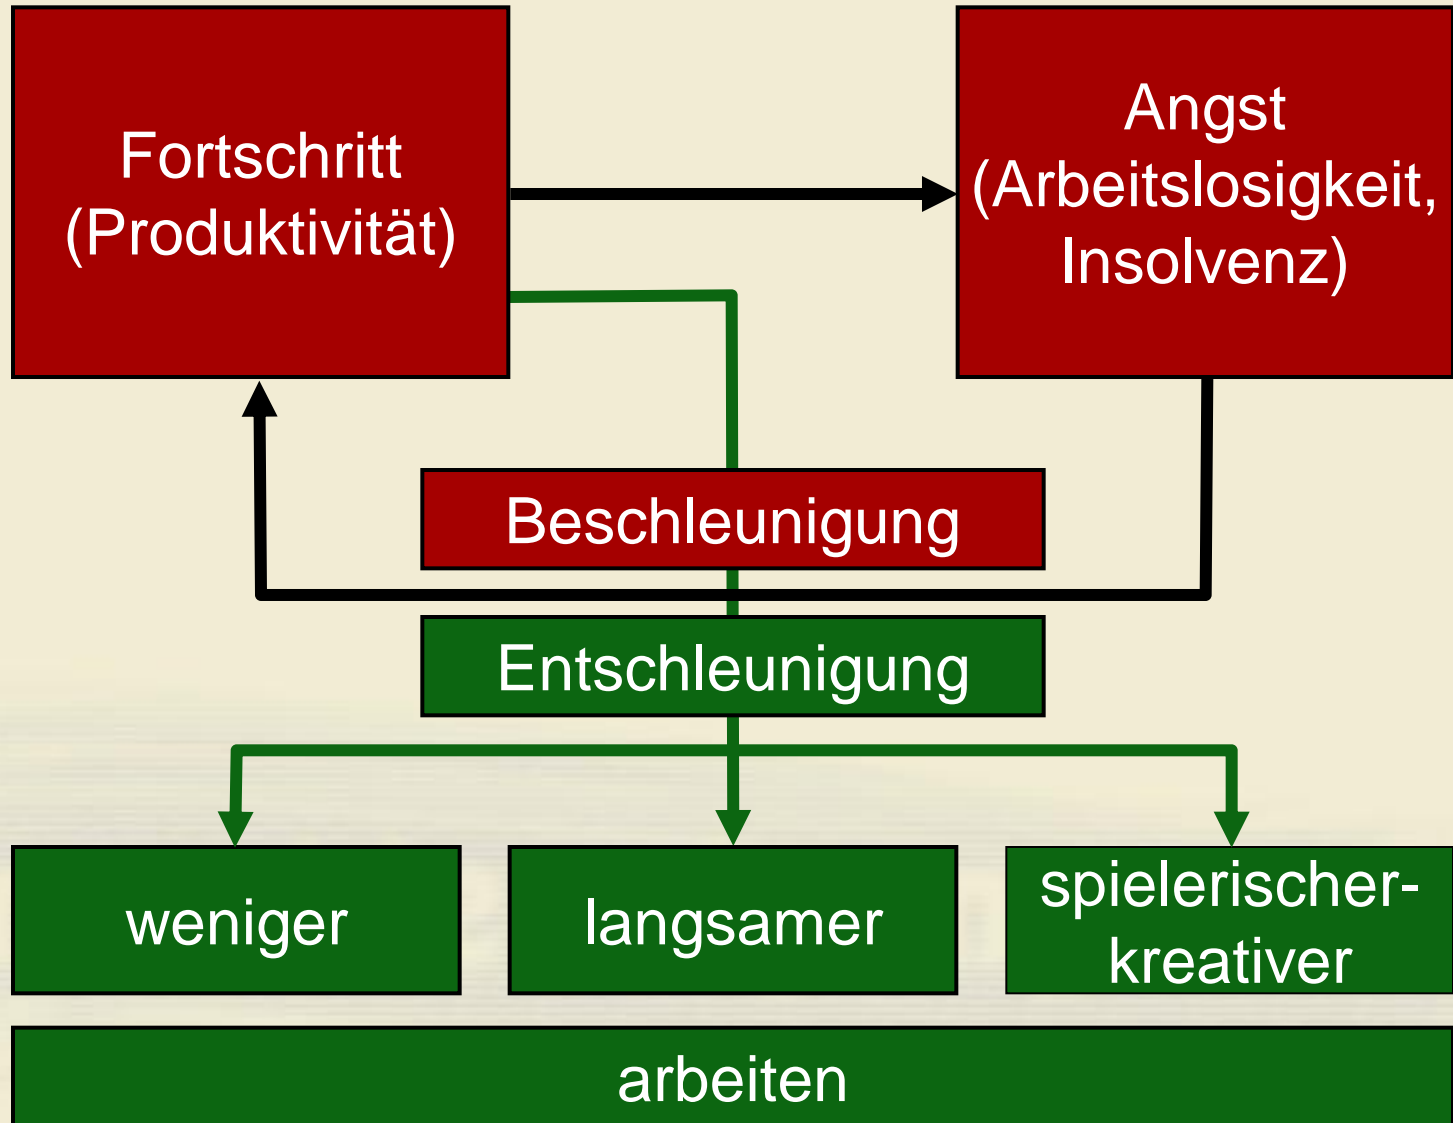 Fortschritt
(Produktivität)
Angst
(Arbeitslosigkeit,
Insolvenz)
Beschleunigung
Entschleunigung
weniger
langsamer
spielerischer-
kreativer
arbeiten